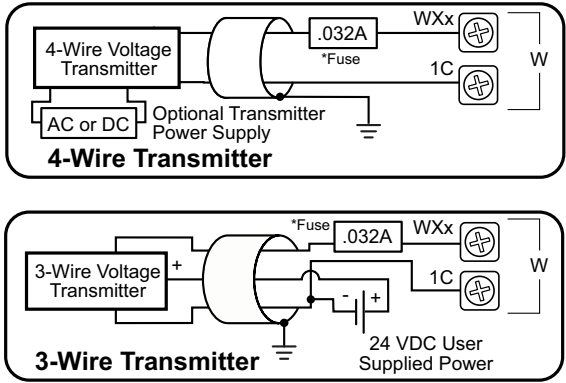 4-Wire Voltage
Transmitter
.032A
*Fuse
WXx
1C
W
AC or DC
Optional Transmitter
Power Supply
4-Wire Transmitter
3-Wire Voltage
Transmitter
+
*Fuse
.032A
WXx
1C
W
- +
24 VDC User
Supplied Power
3-Wire Transmitter